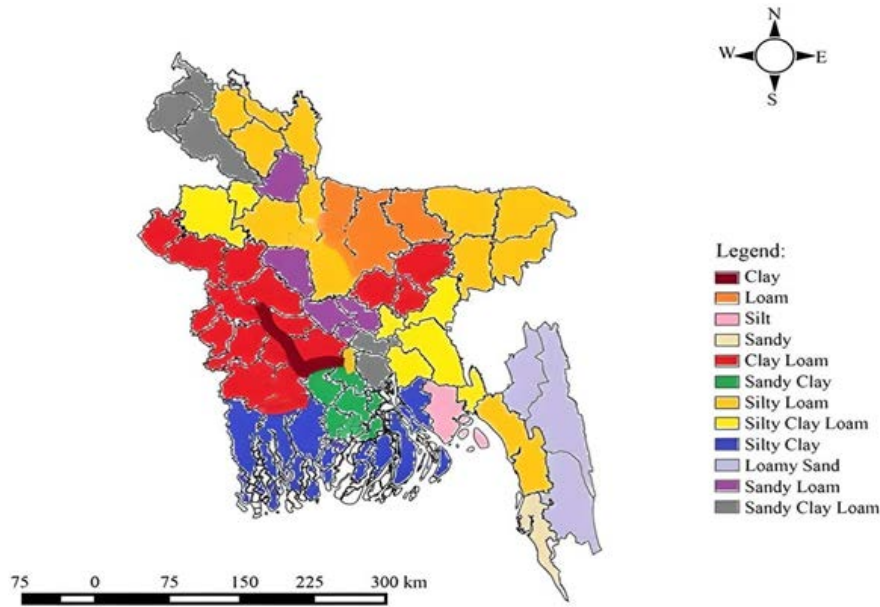 N
W E
S
Legend:
Clay
Loam
Silt
Sandy
Clay Loam
Sandy Clay
Silty Loam
Silty Clay Loam
Silty Clay
Loamy Sand
Sandy Loam
Sandy Clay Loam
75 0 75 150 225 300 km